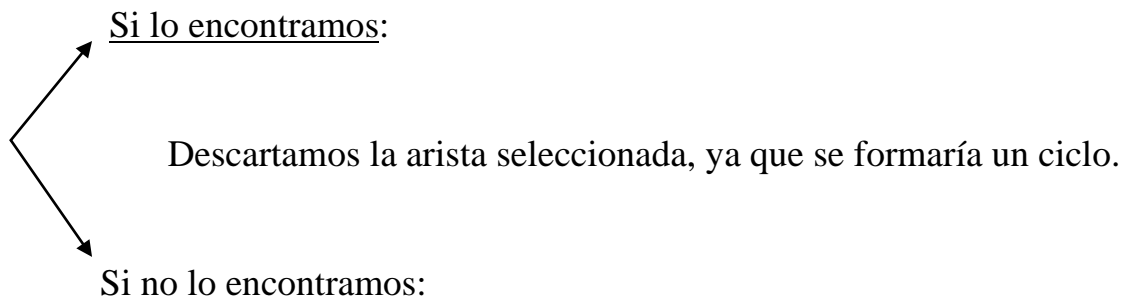 Si lo encontramos:
Descartamos la arista seleccionada, ya que se formaría un ciclo.
Si no lo encontramos: